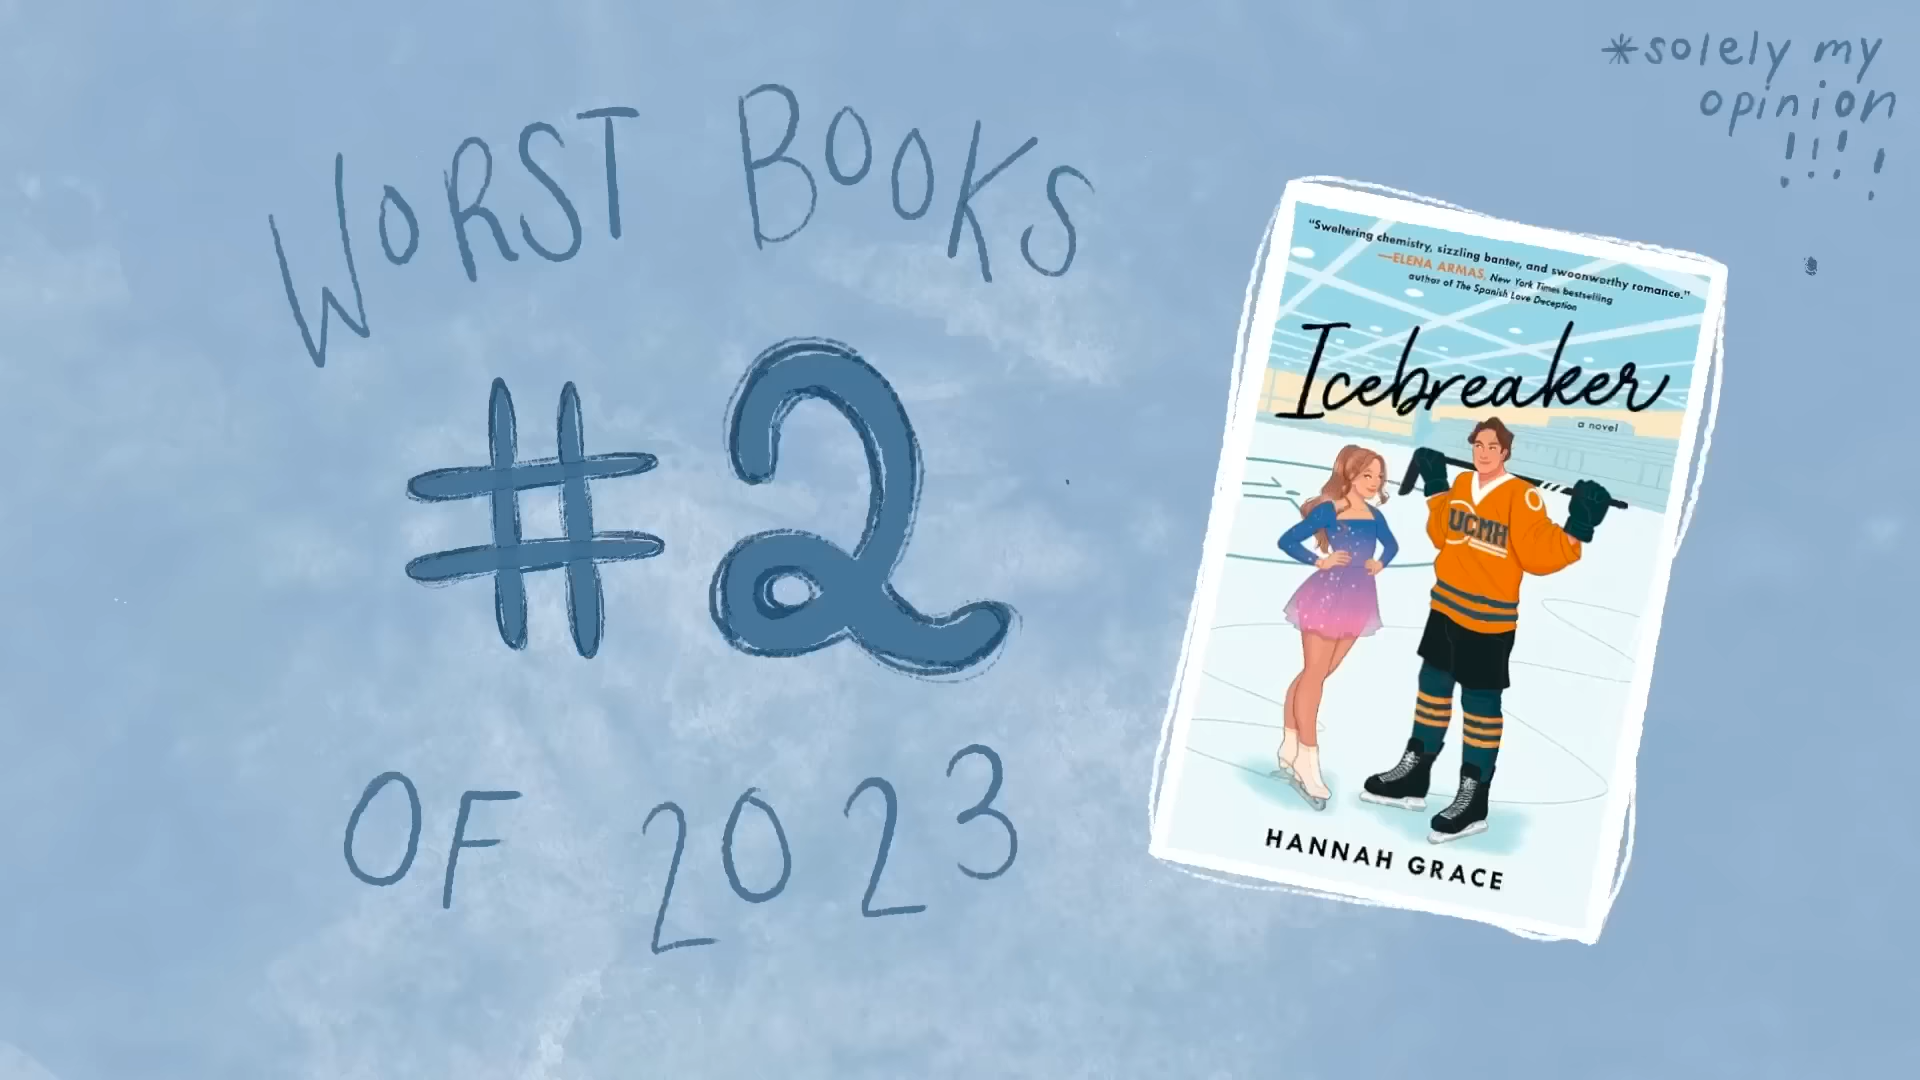 WORST BOOKS
#2
OF 2023
*solely my
opinion
!!!!
"Sweltering chemistry, sizzling banter, and swoonworthy romance."
—ELENA ARMAS, New York Times bestselling
author of The Spanish Love Deception
Icebreaker
a novel
UCMH
HANNAH GRACE